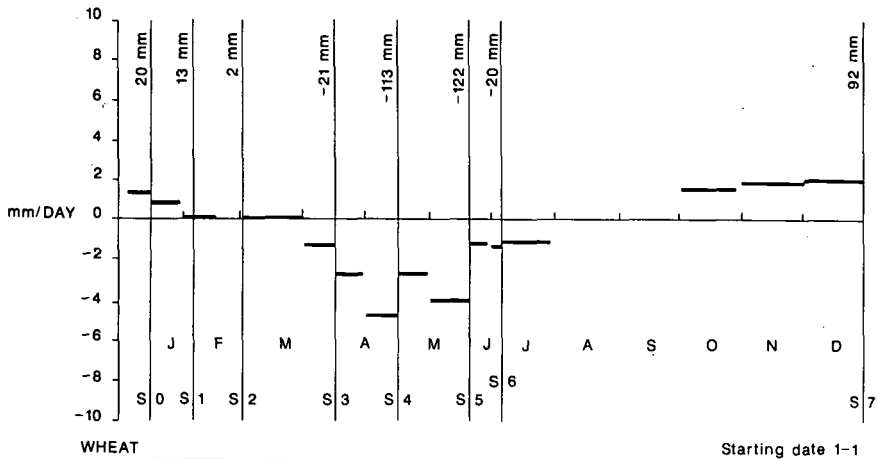 10
8
6
4
2
mm/DAY 0
-2
-4
-6
-8
-10
20 mm
13 mm
2 mm
-21 mm
-113 mm
-122 mm
-20 mm
92 mm
J F M A M J J A S O N D
S 0 S 1 S 2 S 3 S 4 S 5 S 6 S 7
WHEAT Starting date 1-1